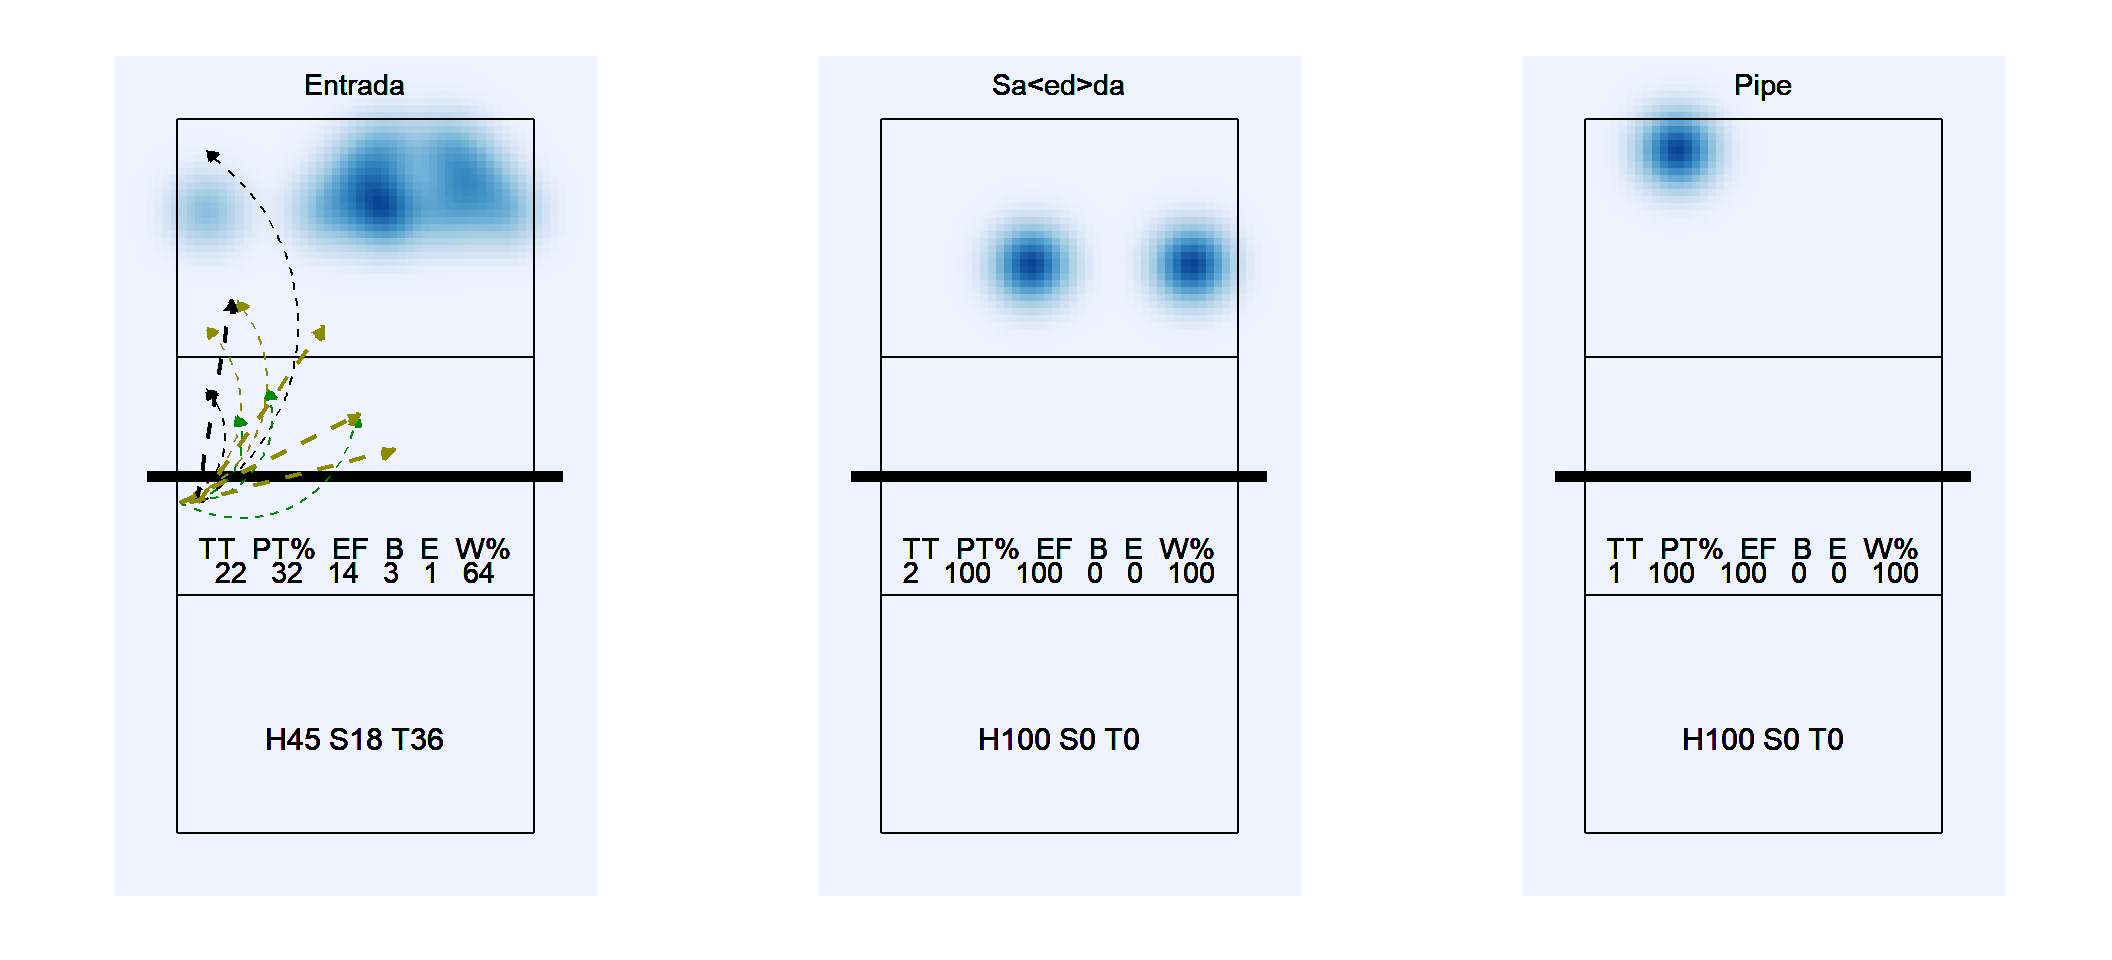 Entrada
TT PT% EF B E W%
22 32 14 3 1 64
H45 S18 T36
Sa<ed>da
TT PT% EF B E W%
2 100 100 0 0 100
H100 S0 T0
Pipe
TT PT% EF B E W%
1 100 100 0 0 100
H100 S0 T0